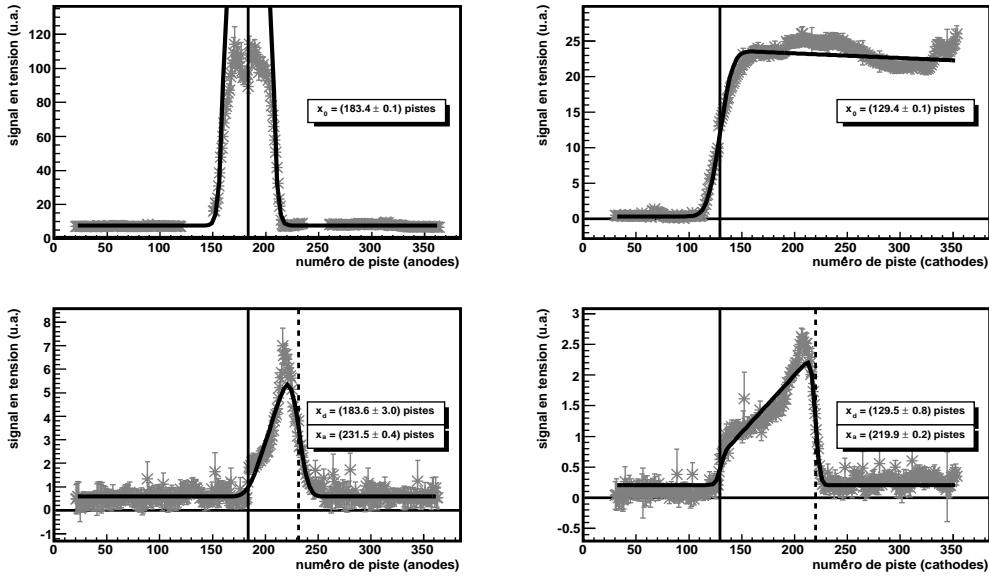 signal en tension (u.a.)
120
100
80
60
40
20
0
x0 = (183.4 ± 0.1) pistes
0 50 100 150 200 250 300 350
numéro de piste (anodes)
signal en tension (u.a.)
25
20
15
10
5
0
x0 = (129.4 ± 0.1) pistes
0 50 100 150 200 250 300 350
numéro de piste (cathodes)
signal en tension (u.a.)
8
7
6
5
4
3
2
1
0
-1
xd = (183.6 ± 3.0) pistes
xa = (231.5 ± 0.4) pistes
0 50 100 150 200 250 300 350
numéro de piste (anodes)
signal en tension (u.a.)
3
2.5
2
1.5
1
0.5
0
-0.5
xd = (129.5 ± 0.8) pistes
xa = (219.9 ± 0.2) pistes
0 50 100 150 200 250 300 350
numéro de piste (cathodes)